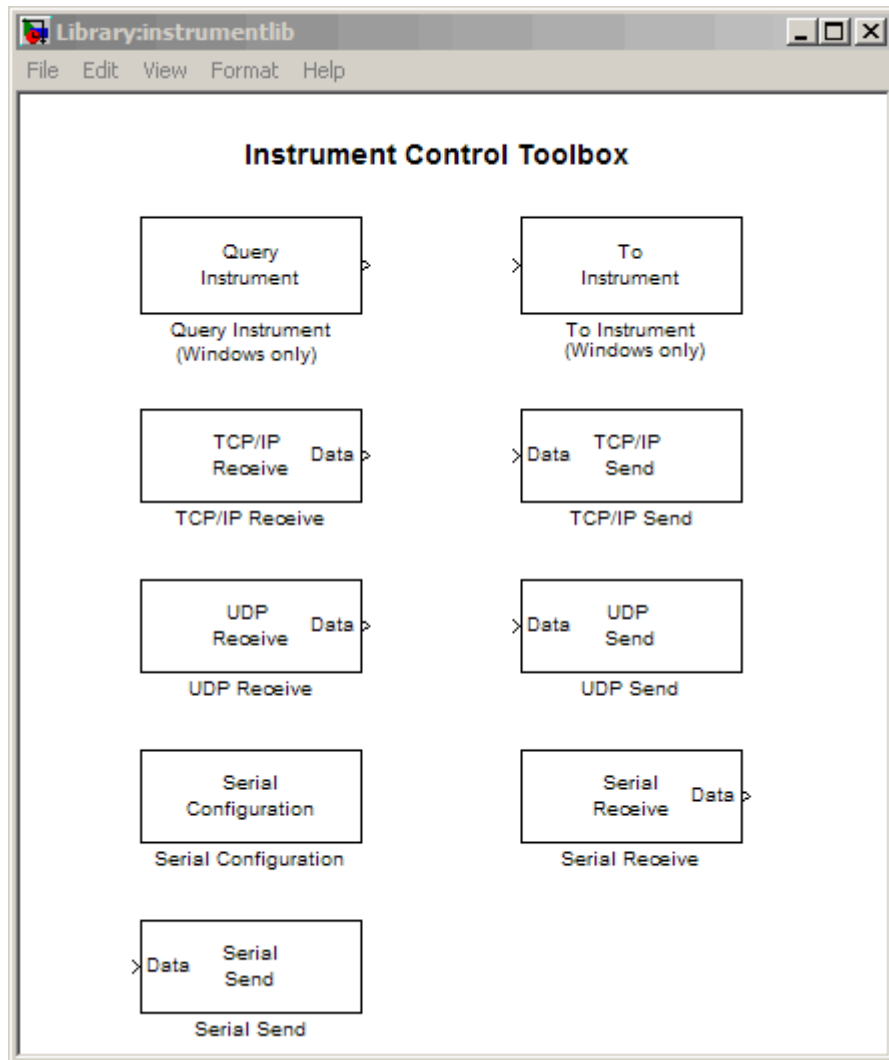 Library:instrumentlib
File Edit View Format Help
Instrument Control Toolbox
Query
Instrument
Query Instrument
(Windows only)
To
Instrument
To Instrument
(Windows only)
TCP/IP
Receive
Data
TCP/IP Receive
Data
TCP/IP
Send
TCP/IP Send
UDP
Receive
Data
UDP Receive
Data
UDP
Send
UDP Send
Serial
Configuration
Serial Configuration
Serial
Receive
Data
Serial Receive
Data
Serial
Send
Serial Send